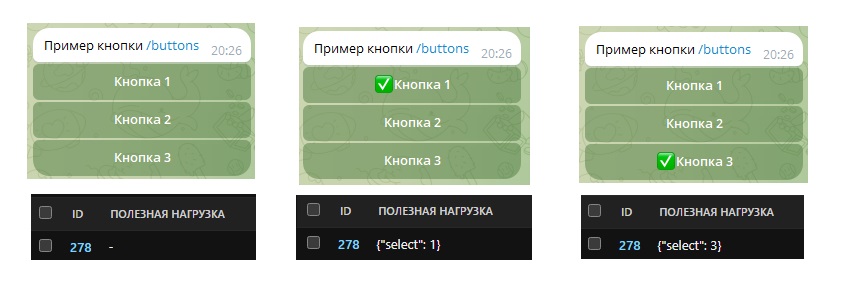 Пример кнопки /buttons 20:26
Кнопка 1
Кнопка 2
Кнопка 3
ID ПОЛЕЗНАЯ НАГРУЗКА
278 -
Пример кнопки /buttons 20:26
✅Кнопка 1
Кнопка 2
Кнопка 3
ID ПОЛЕЗНАЯ НАГРУЗКА
278 {"select": 1}
Пример кнопки /buttons 20:26
Кнопка 1
Кнопка 2
✅Кнопка 3
ID ПОЛЕЗНАЯ НАГРУЗКА
278 {"select": 3}